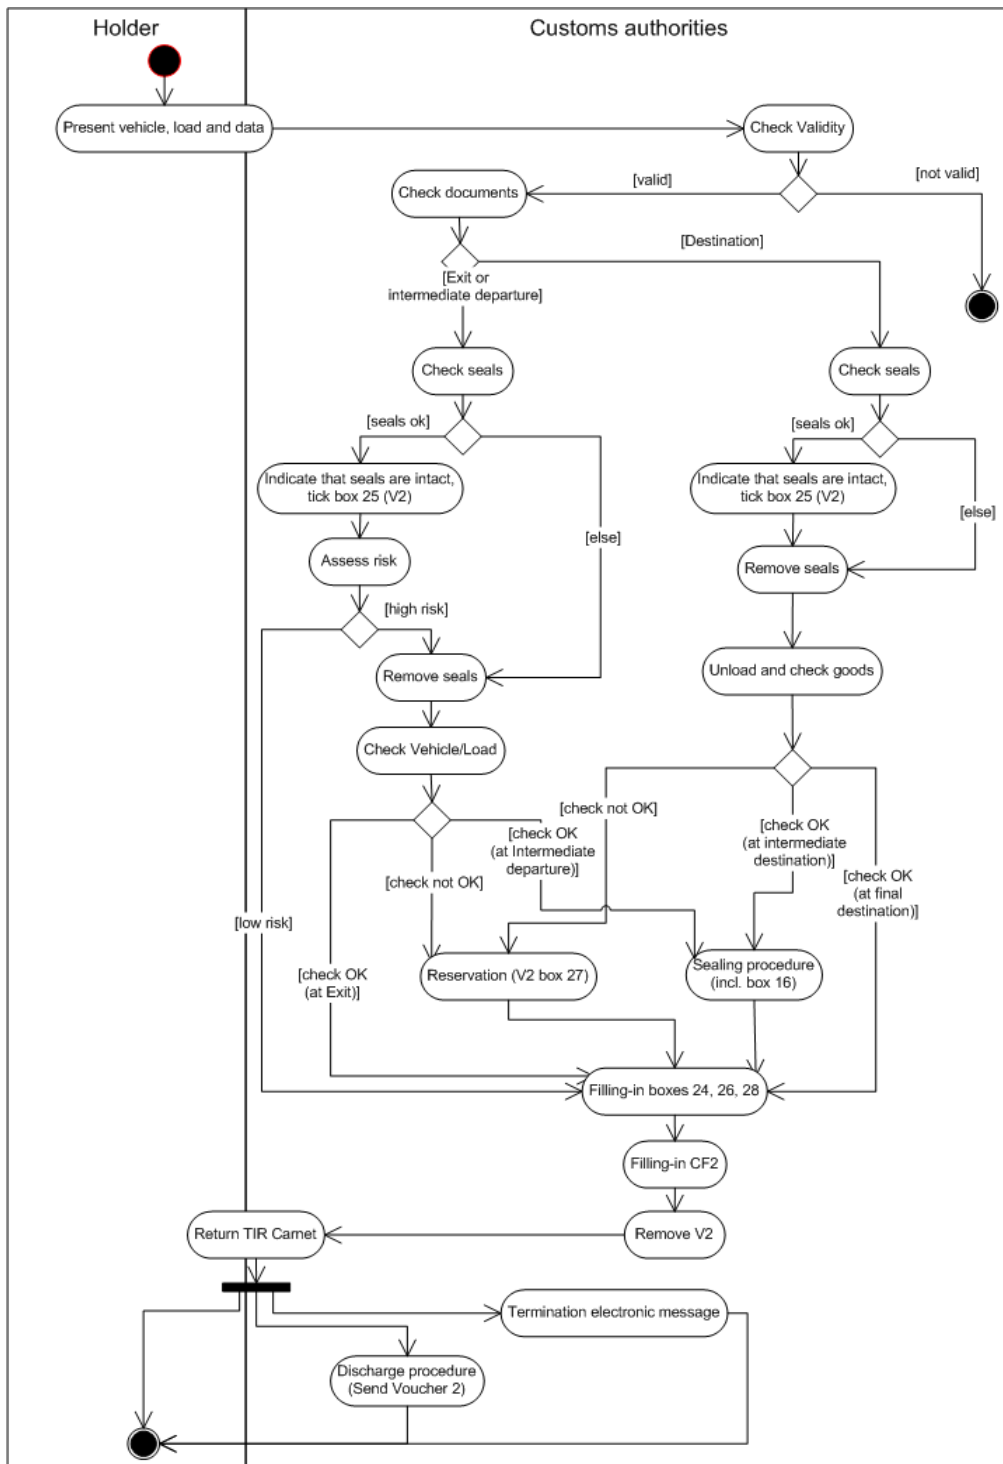 Holder
Customs authorities
Present vehicle, load and data
Check Validity
[valid]
[not valid]
Check documents
[Destination]
[Exit or
intermediate departure]
Check seals
Check seals
[seals ok]
[seals ok]
Indicate that seals are intact,
tick box 25 (V2)
Indicate that seals are intact,
tick box 25 (V2)
[else]
[else]
Assess risk
Remove seals
[high risk]
Remove seals
Unload and check goods
Check Vehicle/Load
[check not OK]
[check OK
(at Intermediate
departure)]
[check OK
(at intermediate
destination)]
[check not OK]
[check OK
(at final
destination)]
[low risk]
[check OK
(at Exit)]
Reservation (V2 box 27)
Sealing procedure
(incl. box 16)
Filling-in boxes 24, 26, 28
Filling-in CF2
Return TIR Carnet
Remove V2
Termination electronic message
Discharge procedure
(Send Voucher 2)